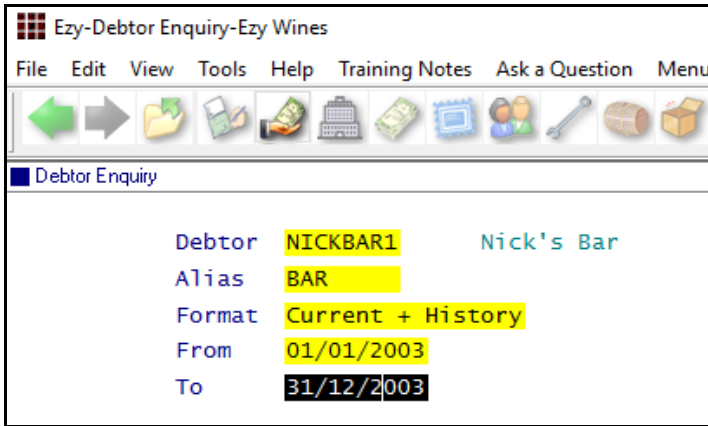 Ezy-Debtor Enquiry-Ezy Wines
File Edit View Tools Help Training Notes Ask a Question Menu
Debtor Enquiry
Debtor NICKBAR1 Nick's Bar
Alias BAR
Format Current + History
From 01/01/2003
To 31/12/2003